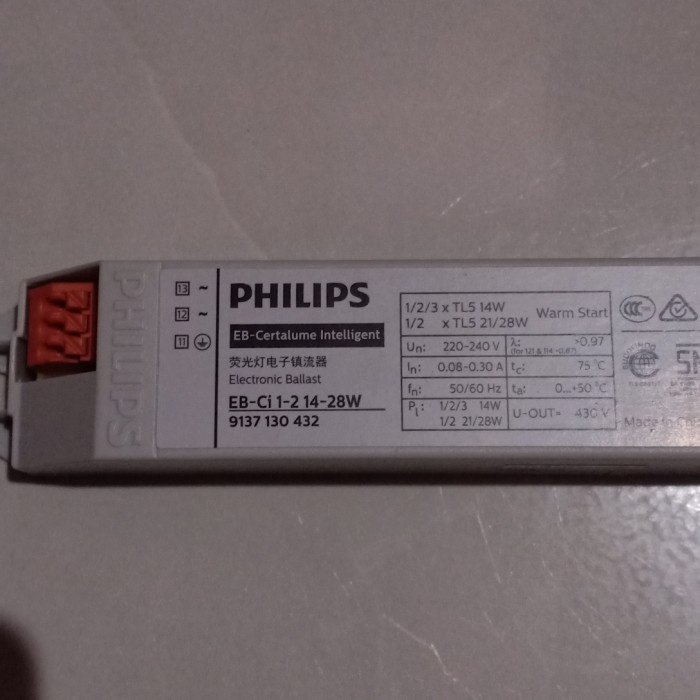 PHILIPS
13 ~
12 ~
11
PHILIPS
EB-Certalume Intelligent
荧光灯电子镇流器
Electronic Ballast
EB-Ci 1-2 14-28W
9137 130 432
1/2/3 x TL5 14W
1/2 x TL5 21/28W
Warm Start
Un: 220-240 V
λ: >0.97
In: 0.08-0.30 A
tc: 75 °C
fn: 50/60 Hz
ta: 0...+50 °C
Pi: 1/2/3 14W
1/2 21/28W
U-OUT= 430 V
Made in